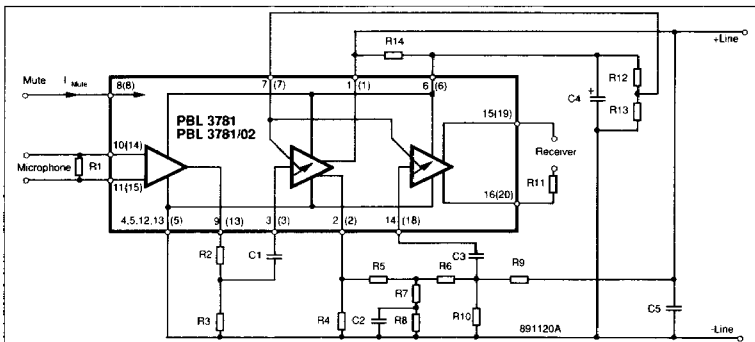 R14
+Line
Mute
I Mute
8(8)
7 (7)
1 (1)
6 (6)
R12
C4
+
R13
PBL 3781
PBL 3781/02
15(19)
10(14)
Microphone
R1
11(15)
Receiver
R11
16(20)
4,5,12,13 (5)
9 (13)
3 (3)
2 (2)
14 (18)
R2
C1
C3
R5
R6
R9
R7
R3
R4
C2
R8
R10
C5
891120A
-Line